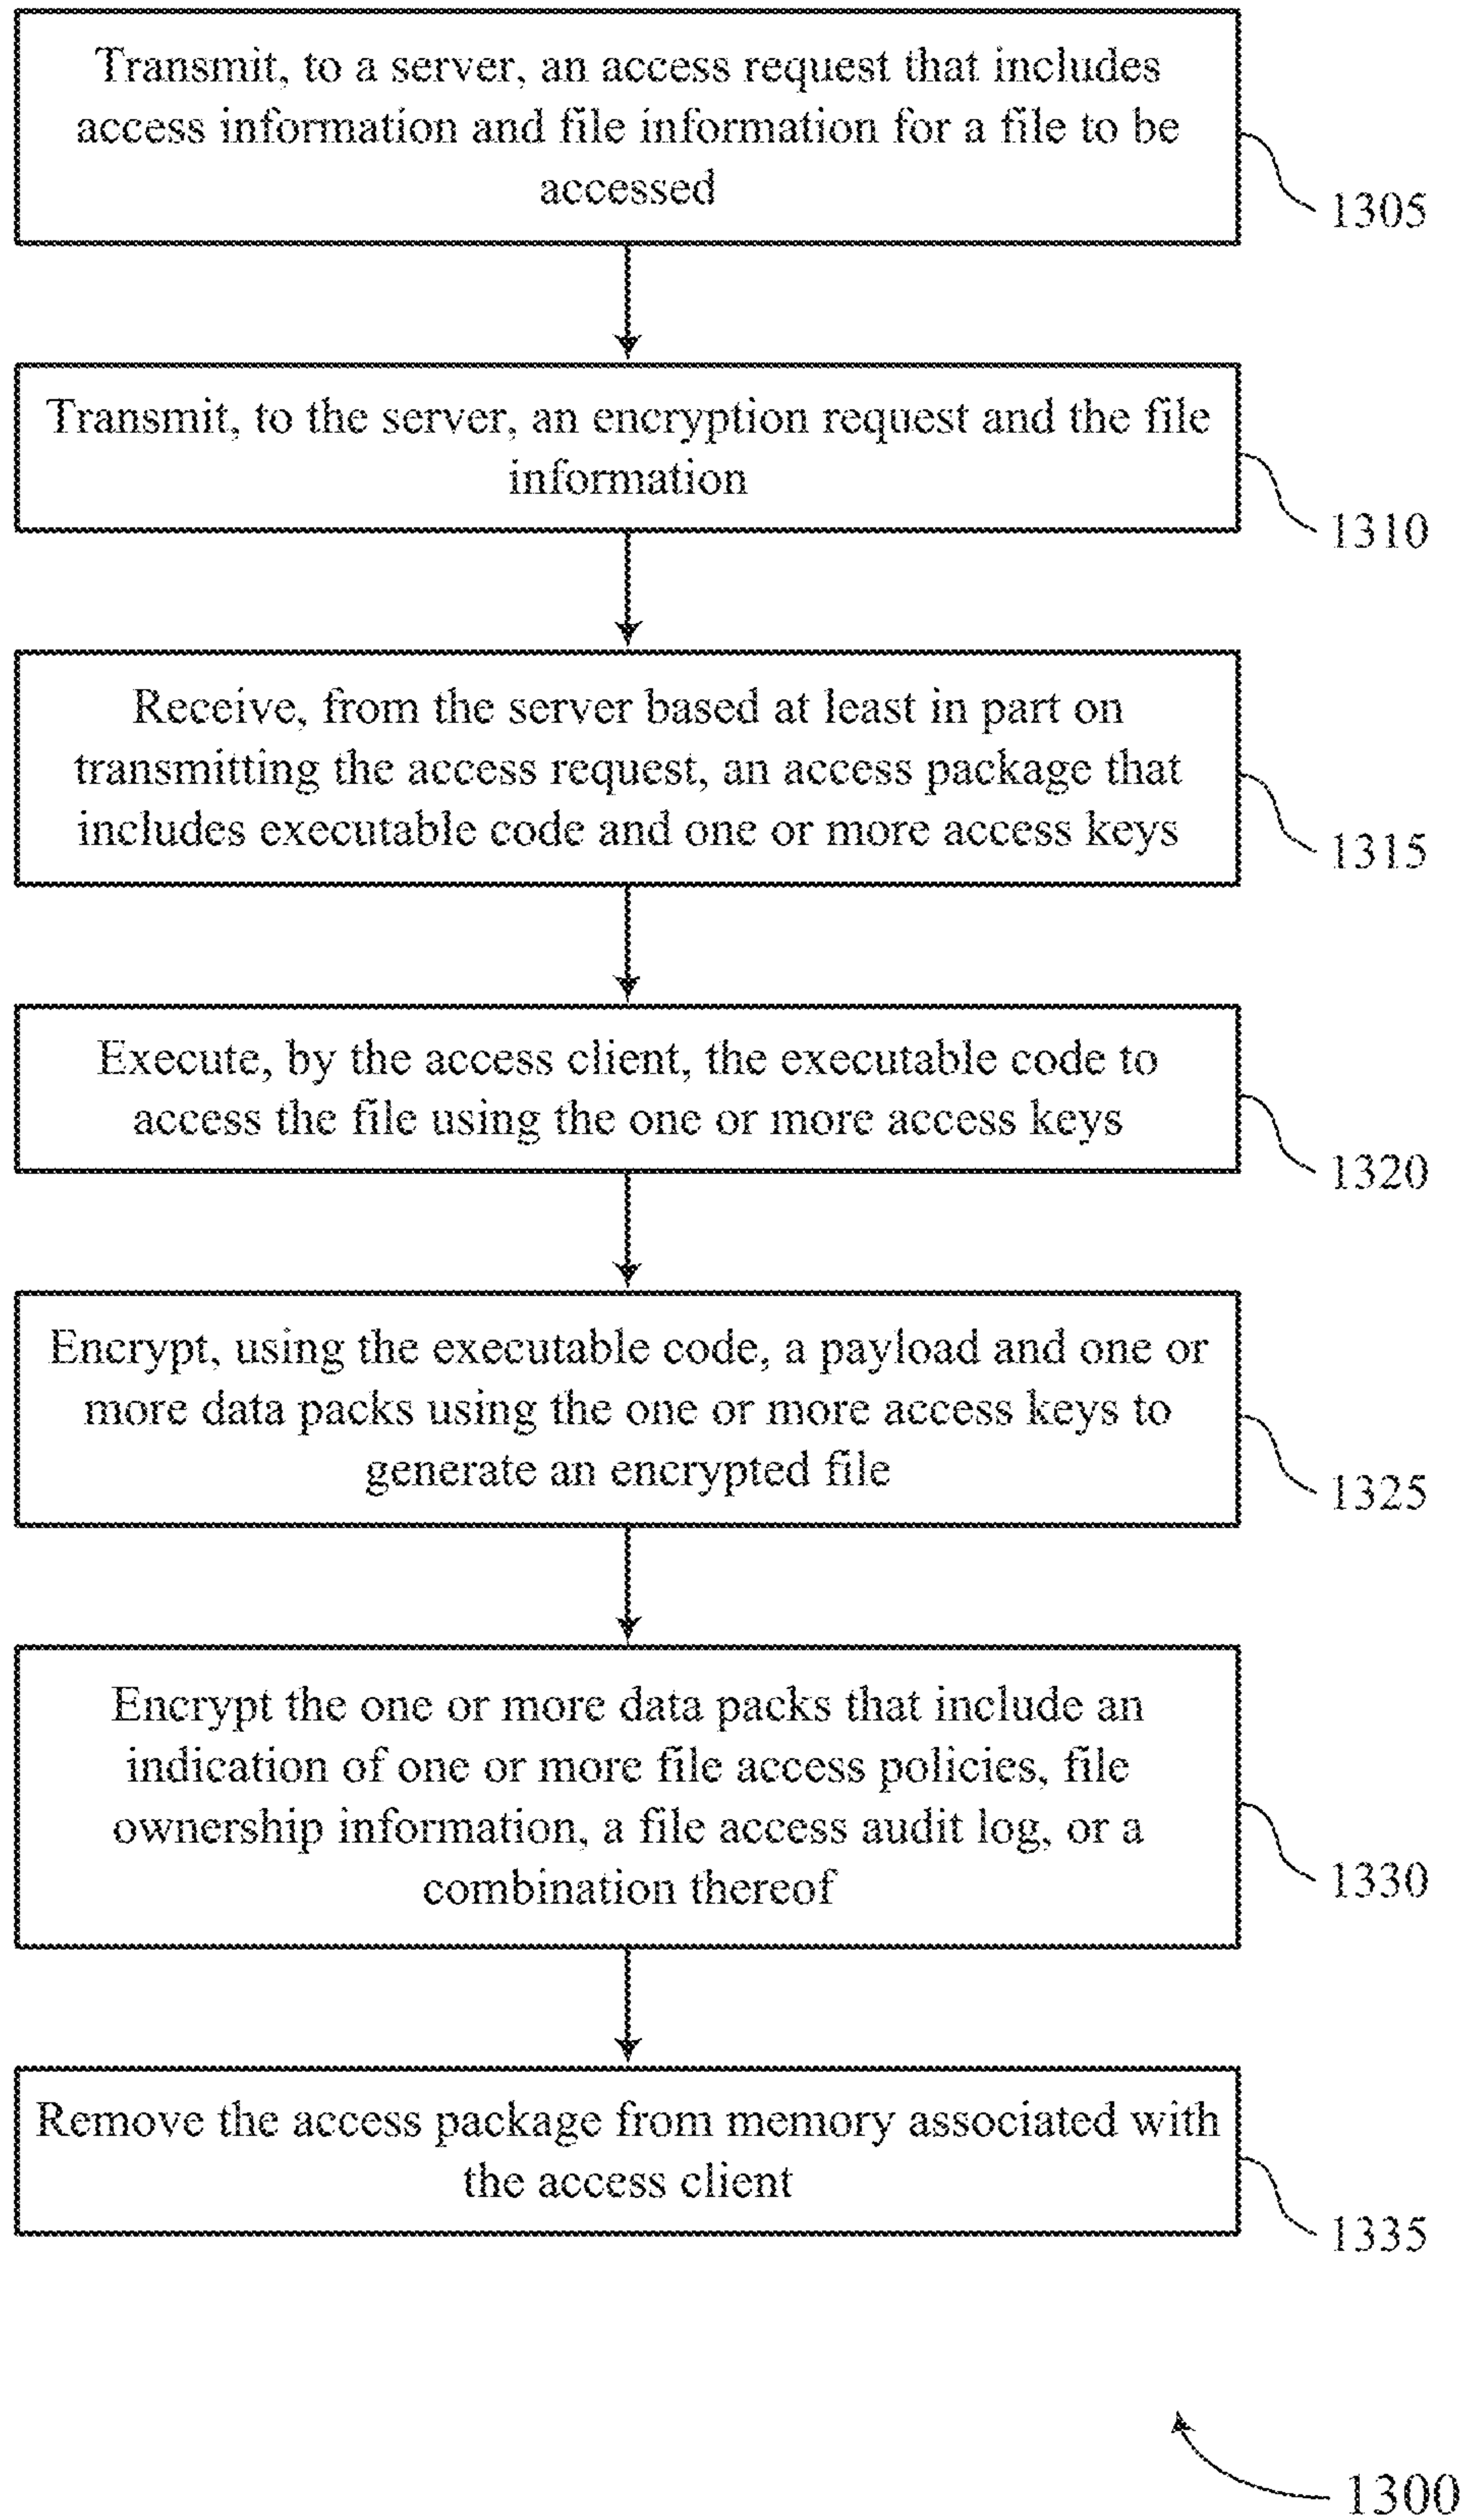 Transmit, to a server, an access request that includes
access information and file information for a file to be
accessed
1305
Transmit, to the server, an encryption request and the file
information
1310
Receive, from the server based at least in part on
transmitting the access request, an access package that
includes executable code and one or more access keys
1315
Execute, by the access client, the executable code to
access the file using the one or more access keys
1320
Encrypt, using the executable code, a payload and one or
more data packs using the one or more access keys to
generate an encrypted file
1325
Encrypt the one or more data packs that include an
indication of one or more file access policies, file
ownership information, a file access audit log, or a
combination thereof
1330
Remove the access package from memory associated with
the access client
1335
1300